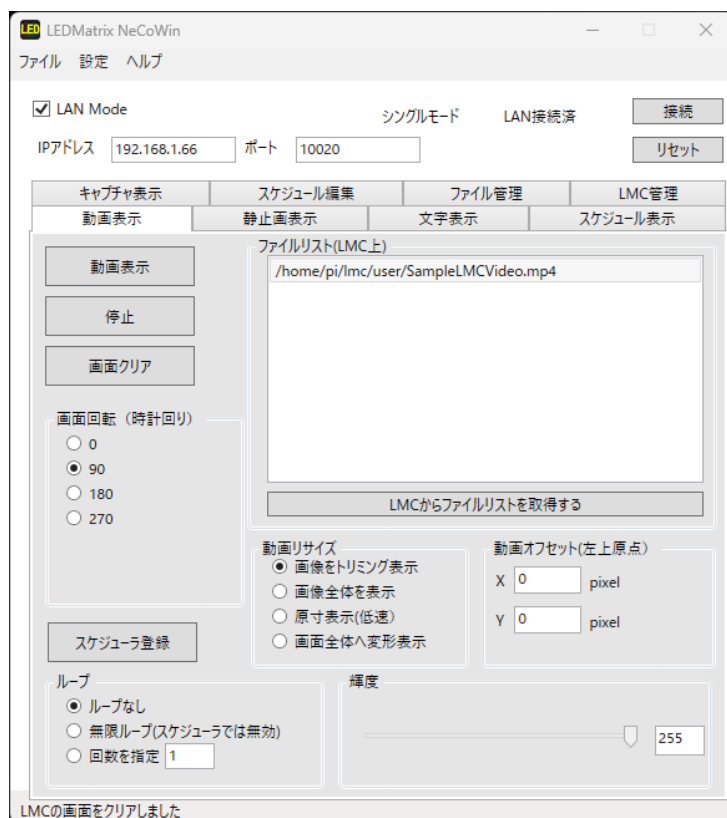 LED LEDMatrix NeCoWin
ファイル 設定 ヘルプ
LAN Mode シングルモード LAN接続済 接続
IPアドレス 192.168.1.66 ポート 10020 リセット
キャプチャ表示 スケジュール編集 ファイル管理 LMC管理
動画表示 静止画表示 文字表示 スケジュール表示
動画表示
停止
画面クリア
ファイルリスト(LMC上)
/home/pi/lmc/user/SampleLMCVideo.mp4
LMCからファイルリストを取得する
画面回転（時計回り）
0
90
180
270
動画リサイズ
画像をトリミング表示
画像全体を表示
原寸表示(低速)
画面全体へ変形表示
動画オフセット(左上原点）
X 0 pixel
Y 0 pixel
スケジューラ登録
ループ
ループなし
無限ループ(スケジューラでは無効)
回数を指定 1
輝度
255
LMCの画面をクリアしました